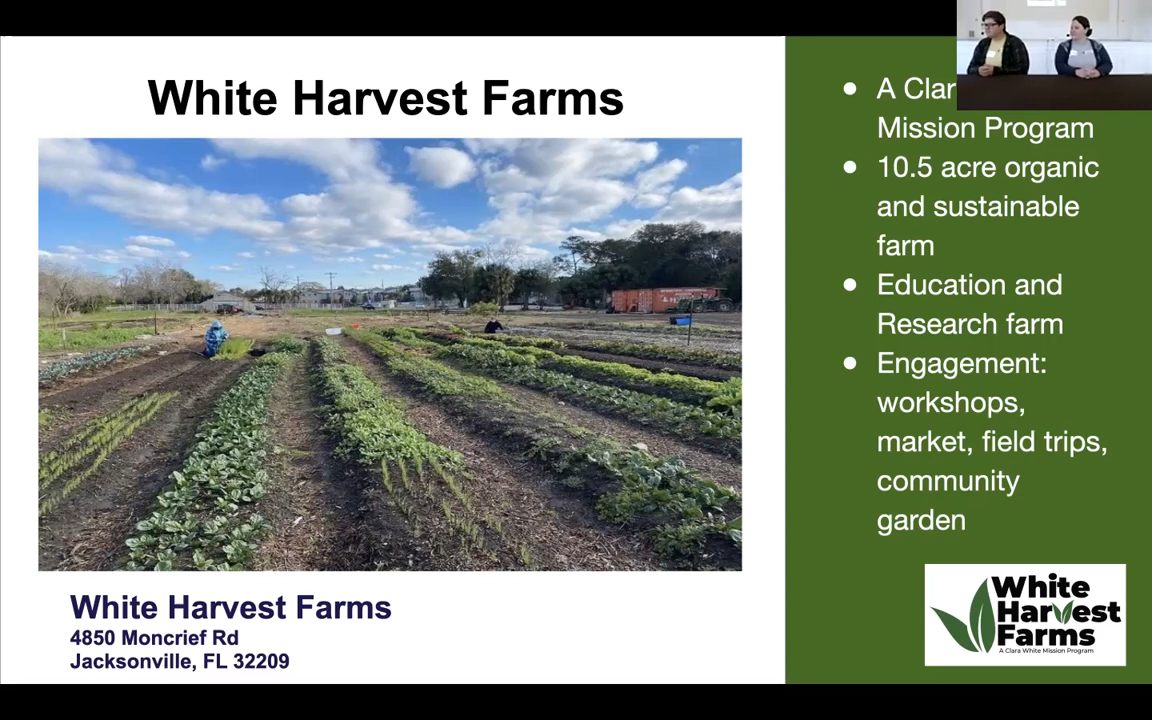 White Harvest Farms
White Harvest Farms
4850 Moncrief Rd
Jacksonville, FL 32209
• A
Mission Program
• 10.5 acre organic
and sustainable
farm
• Education and
Research farm
• Engagement:
workshops,
market, field trips,
community
garden
White
Harvest
Farms
A Clara White Mission Program